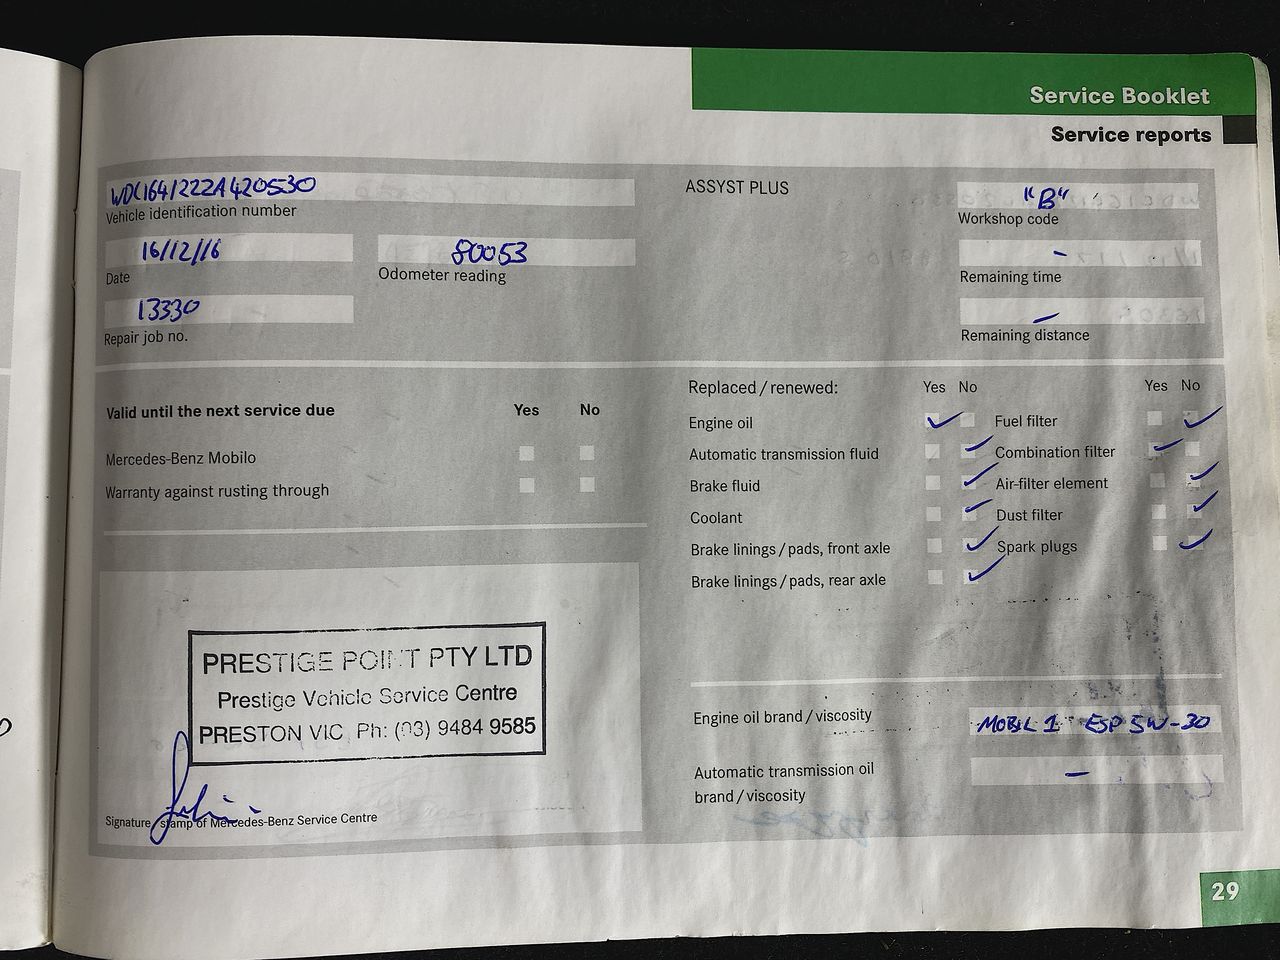 Service Booklet
Service reports
WDC1641222A420530
Vehicle identification number
16/12/16
Date
80053
Odometer reading
13330
Repair job no.
ASSYST PLUS
"B"
Workshop code
-
Remaining time
-
Remaining distance
Valid until the next service due Yes No
Mercedes-Benz Mobilo
Warranty against rusting through
Replaced / renewed: Yes No Yes No
Engine oil
Automatic transmission fluid
Brake fluid
Coolant
Brake linings / pads, front axle
Brake linings / pads, rear axle
Fuel filter
Combination filter
Air-filter element
Dust filter
Spark plugs
PRESTIGE POINT PTY LTD
Prestige Vehicle Service Centre
PRESTON VIC Ph: (03) 9484 9585
Signature stamp of Mercedes-Benz Service Centre
Engine oil brand / viscosity
MOBIL 1 ESP 5W-30
Automatic transmission oil
brand / viscosity
-
29